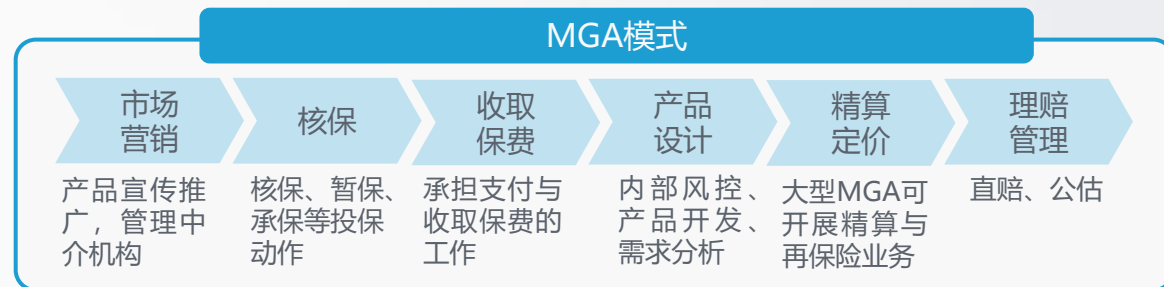 MGA模式
市场
营销
核保
收取
保费
产品
设计
精算
定价
理赔
管理
产品宣传推
广，管理中
介机构
核保、暂保、
承保等投保
动作
承担支付与
收取保费的
工作
内部风控、
产品开发、
需求分析
大型MGA可
开展精算与
再保险业务
直赔、公估